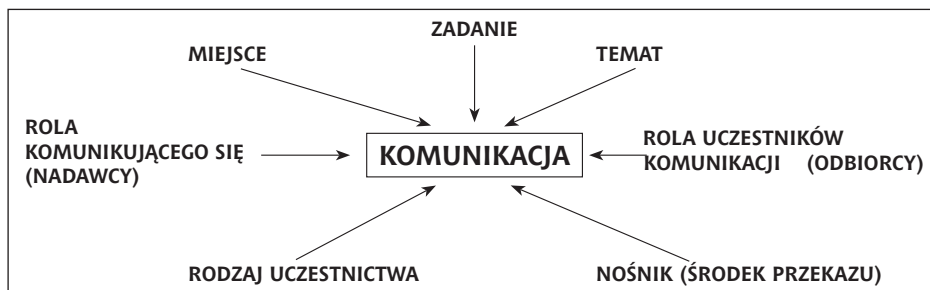 ZADANIE
MIEJSCE
TEMAT
ROLA
KOMUNIKUJĄCEGO SIĘ
(NADAWCY)
KOMUNIKACJA
ROLA UCZESTNIKÓW
KOMUNIKACJI (ODBIORCY)
RODZAJ UCZESTNICTWA
NOŚNIK (ŚRODEK PRZEKAZU)